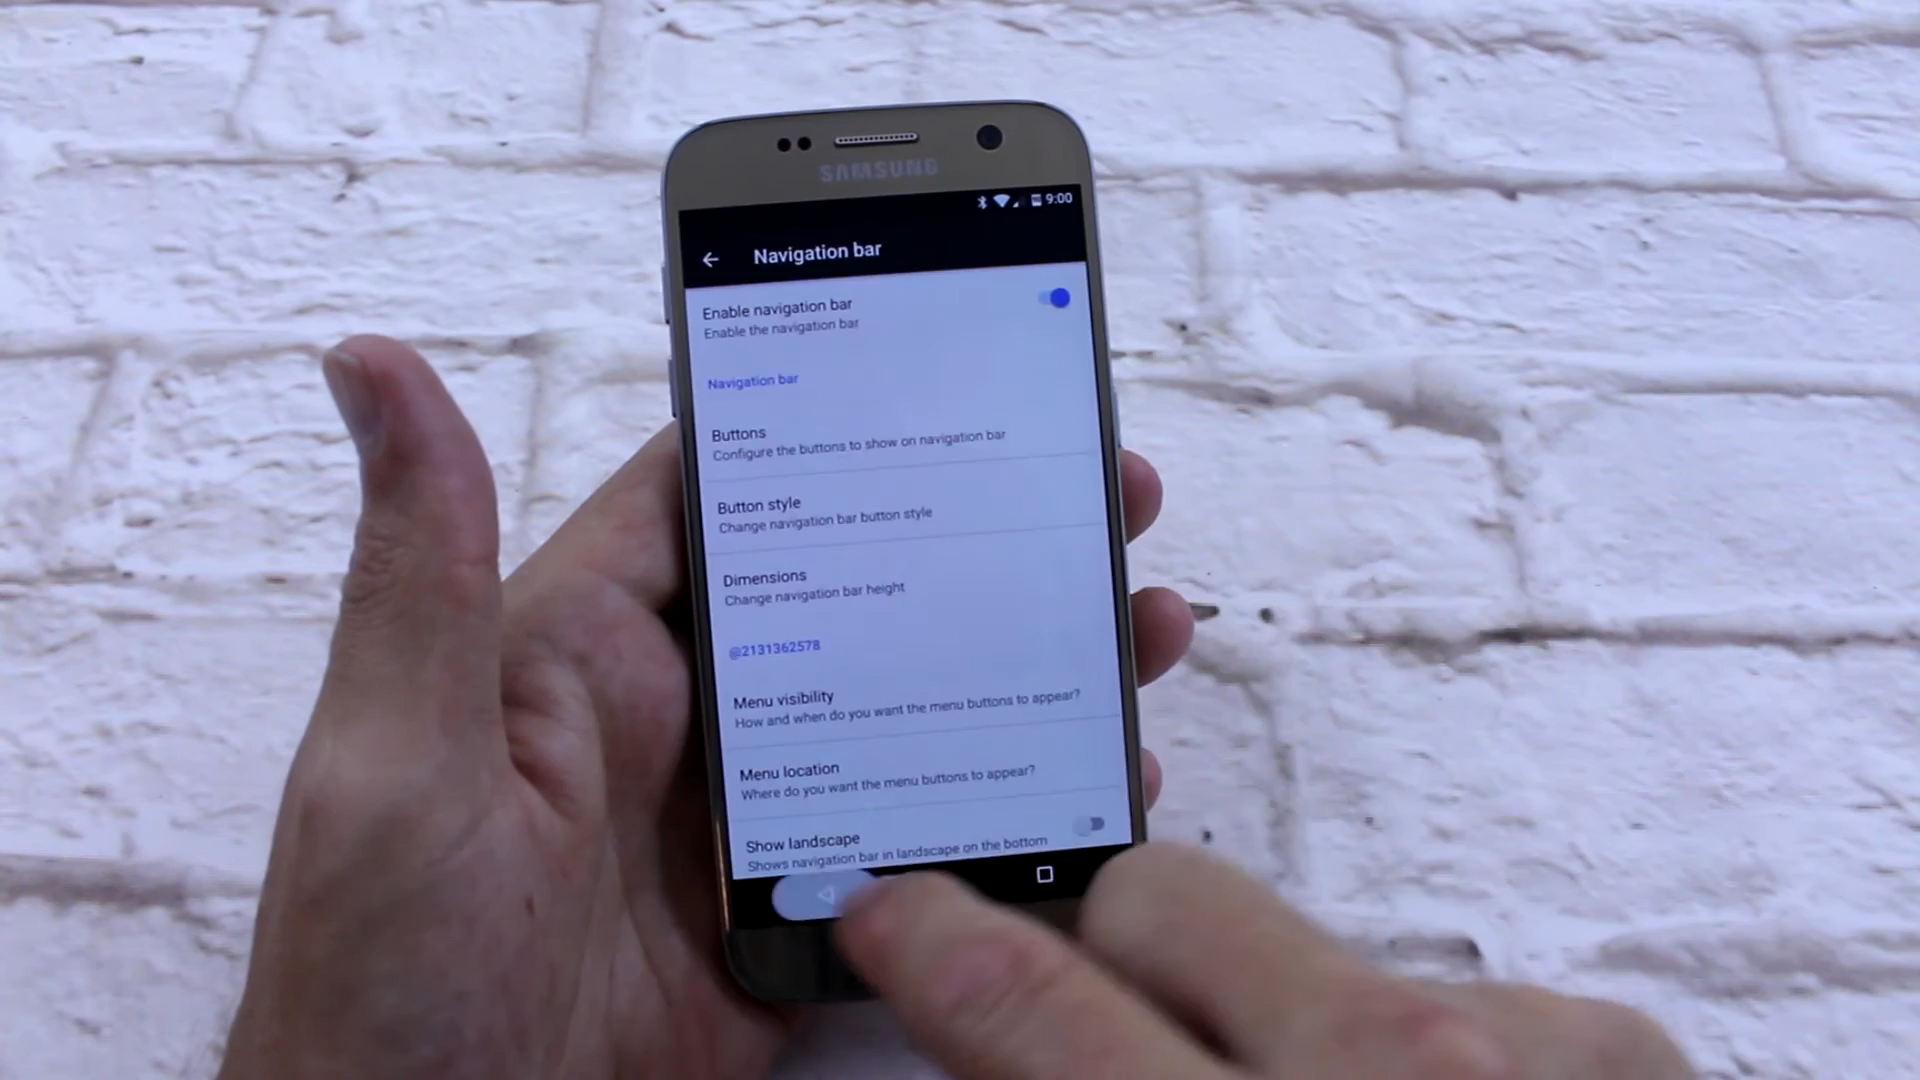 SAMSUNG
9:00
Navigation bar
Enable navigation bar
Enable the navigation bar
Navigation bar
Buttons
Configure the buttons to show on navigation bar
Button style
Change navigation bar button style
Dimensions
Change navigation bar height
@2131362578
Menu visibility
How and when do you want the menu buttons to appear?
Menu location
Where do you want the menu buttons to appear?
Show landscape
Shows navigation bar in landscape on the bottom